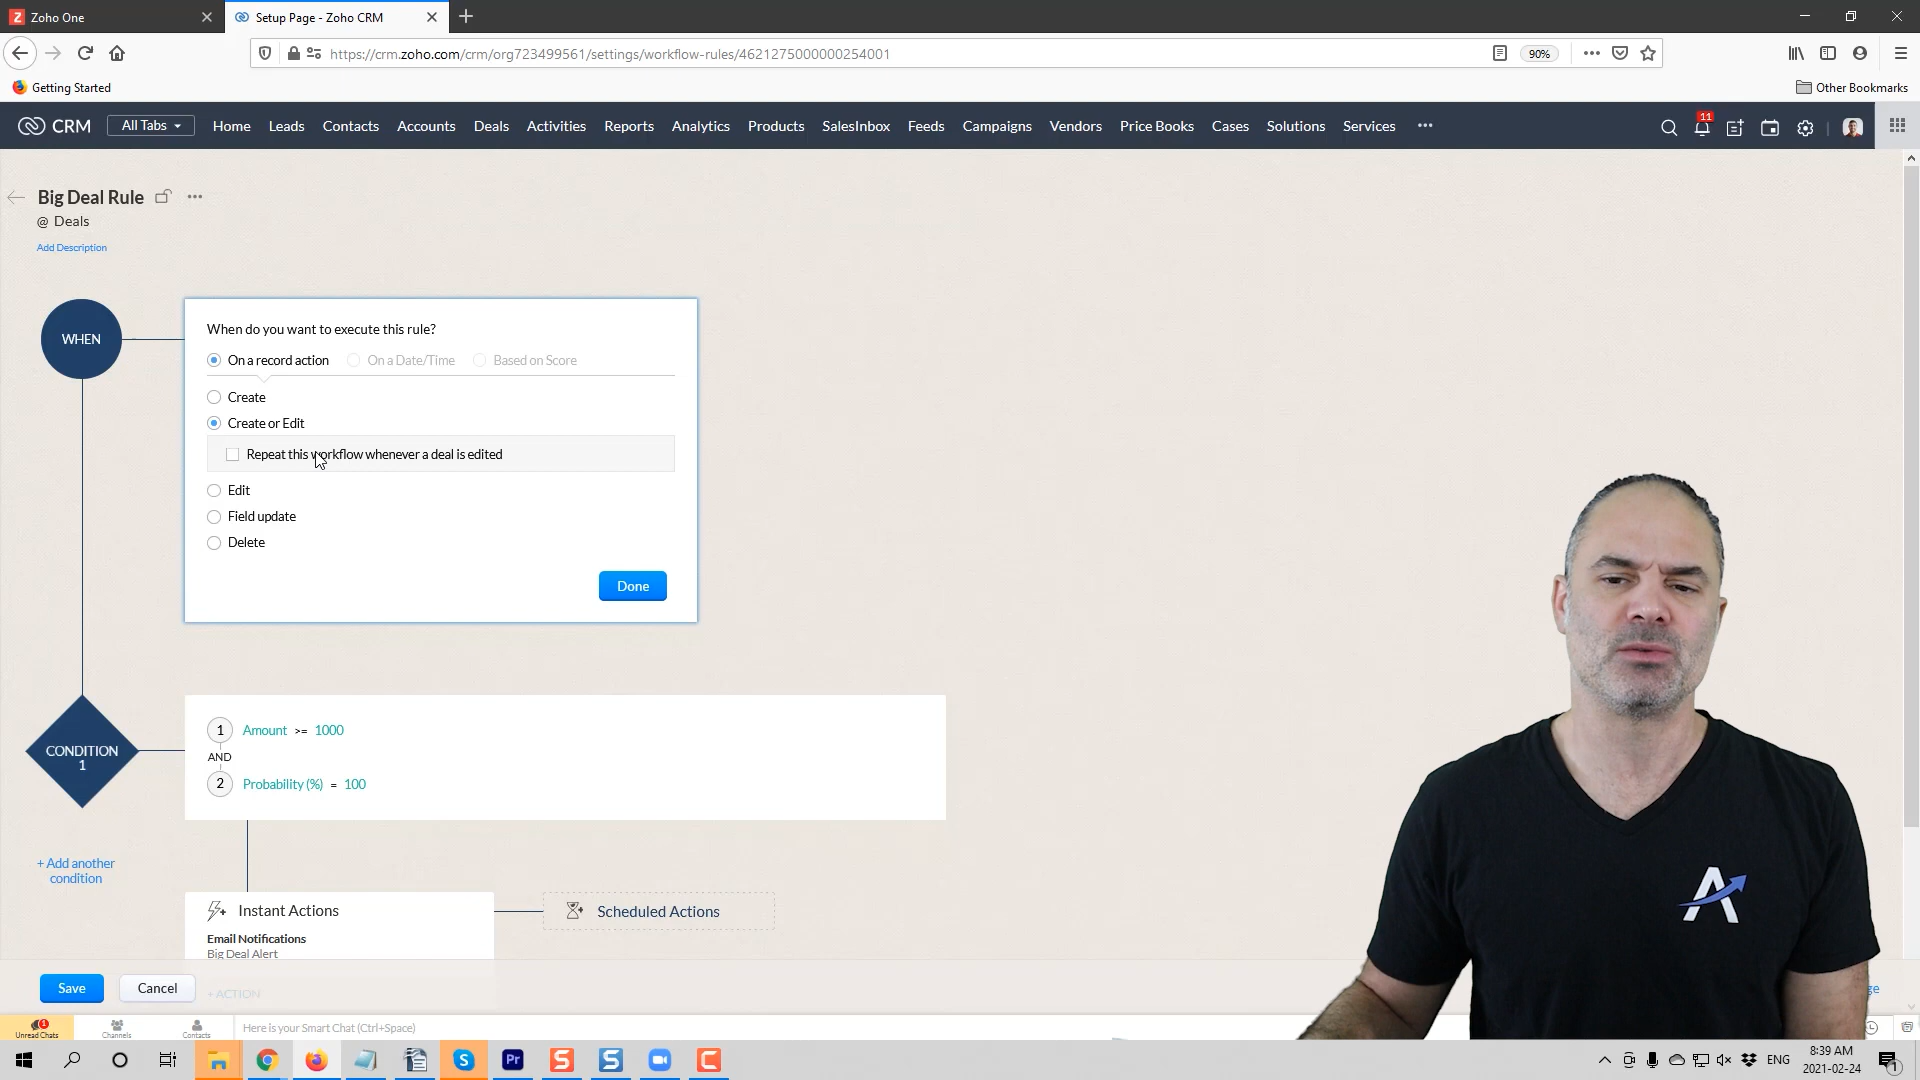 Zoho One
Setup Page - Zoho CRM
https://crm.zoho.com/crm/org723499561/settings/workflow-rules/4621275000000254001
90%
Getting Started
Other Bookmarks
CRM
All Tabs
Home
Leads
Contacts
Accounts
Deals
Activities
Reports
Analytics
Products
SalesInbox
Feeds
Campaigns
Vendors
Price Books
Cases
Solutions
Services
11
Big Deal Rule
@ Deals
Add Description
WHEN
When do you want to execute this rule?
On a record action
On a Date/Time
Based on Score
Create
Create or Edit
Repeat this workflow whenever a deal is edited
Edit
Field update
Delete
Done
CONDITION
1
1 Amount >= 1000
AND
2 Probability (%) = 100
+ Add another
condition
Instant Actions
Scheduled Actions
Email Notifications
Big Deal Alert
Save
Cancel
+ ACTION
1
Unread Chats
Channels
Contacts
Here is your Smart Chat (Ctrl+Space)
ENG
8:39 AM
2021-02-24
1